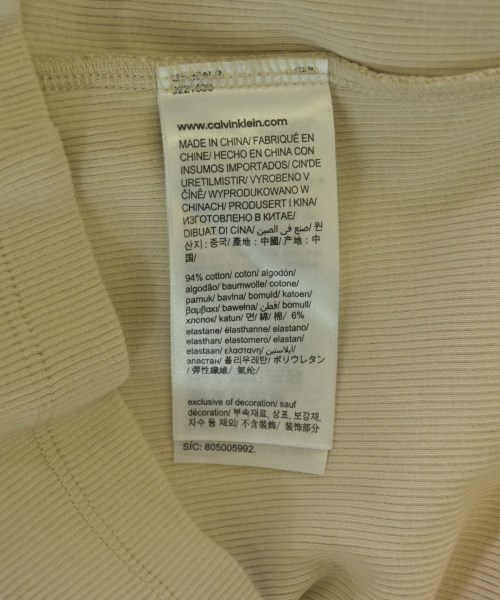 www.calvinklein.com
MADE IN CHINA/ FABRIQUÉ EN
CHINE/ HECHO EN CHINA CON
INSUMOS IMPORTADOS/ CIN'DE
URETILMISTIR/ VYROBENO V
ČÍNĚ/ WYPRODUKOWANO W
CHINACH/ PRODUSERT I KINA/
ИЗГОТОВЛЕНО В КИТАЕ/
DIBUAT DI CINA/ صنع في الصين/ 원
산지 : 중국/ 產地 : 中國/ 产地 : 中
国/
94% cotton/ coton/ algodón/
algodão/ baumwolle/ cotone/
pamuk/ bavlna/ bomuld/ katoen/
βαμβακι/ bawełna/ قطن/ bomull/
хлопок/ katun/ 면/ 綿/ 棉/ 6%
elastane/ élasthanne/ elastano/
elasthan/ elastomero/ elastan/
elastaan/ ελαστανη/ ايلاستين/
эластан/ 폴리우레탄/ ポリウレタン
/ 彈性纖維/ 氨纶/
exclusive of decoration/ sauf
décoration/ 부속재료, 상표, 보강재,
자수 등 제외/ 不含裝飾/ 装饰部分
SİC: 805005992.